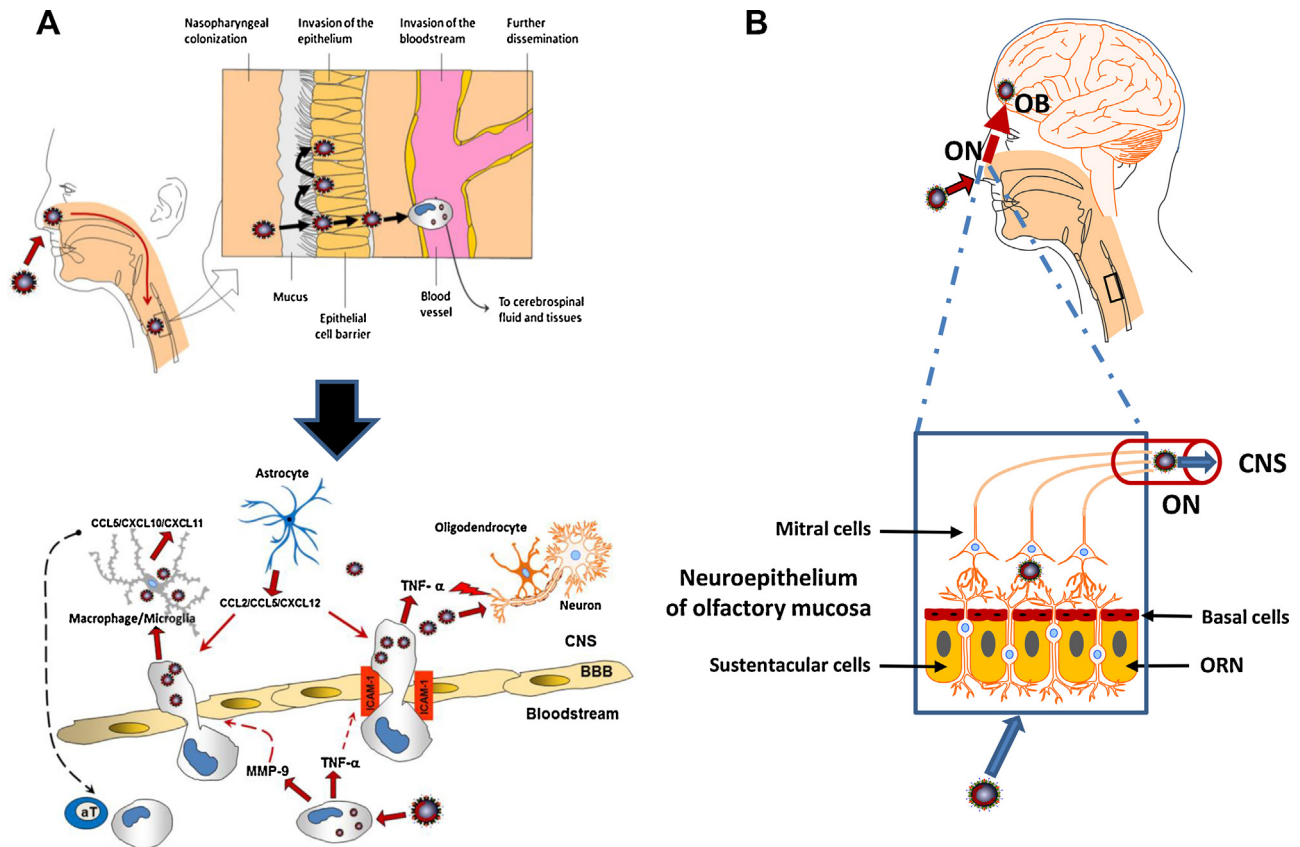 A
Nasopharyngeal
colonization
Invasion of the
epithelium
Invasion of the
bloodstream
Further
dissemination
Mucus
Epithelial
cell barrier
Blood
vessel
To cerebrospinal
fluid and tissues
Astrocyte
CCL5/CXCL10/CXCL11
Oligodendrocyte
TNF- α
Neuron
CCL2/CCL5/CXCL12
Macrophage/Microglia
CNS
BBB
ICAM-1
ICAM-1
Bloodstream
MMP-9
TNF-α
aT
B
OB
ON
CNS
ON
Mitral cells
Neuroepithelium
of olfactory mucosa
Basal cells
Sustentacular cells
ORN